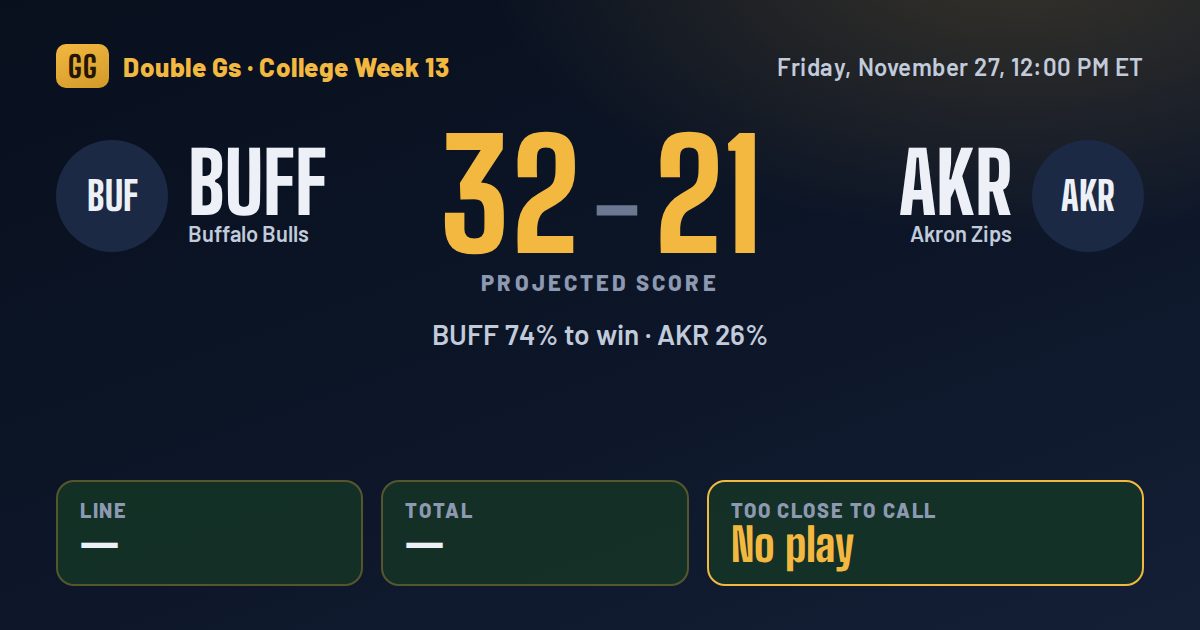 GG
Double Gs · College Week 13
Friday, November 27, 12:00 PM ET
BUF
BUFF
Buffalo Bulls
32 – 21
PROJECTED SCORE
BUFF 74% to win · AKR 26%
AKR
Akron Zips
AKR
LINE
—
TOTAL
—
TOO CLOSE TO CALL
No play